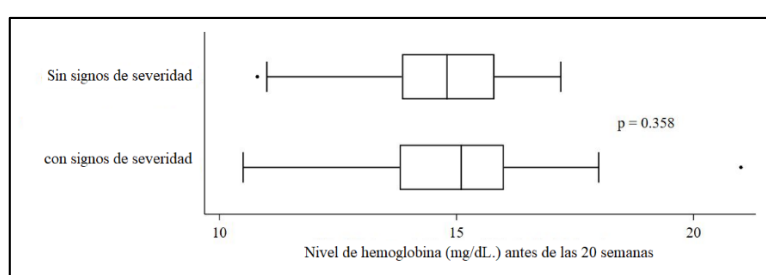 Sin signos de severidad
p = 0.358
con signos de severidad
10
15
20
Nivel de hemoglobina (mg/dL.) antes de las 20 semanas